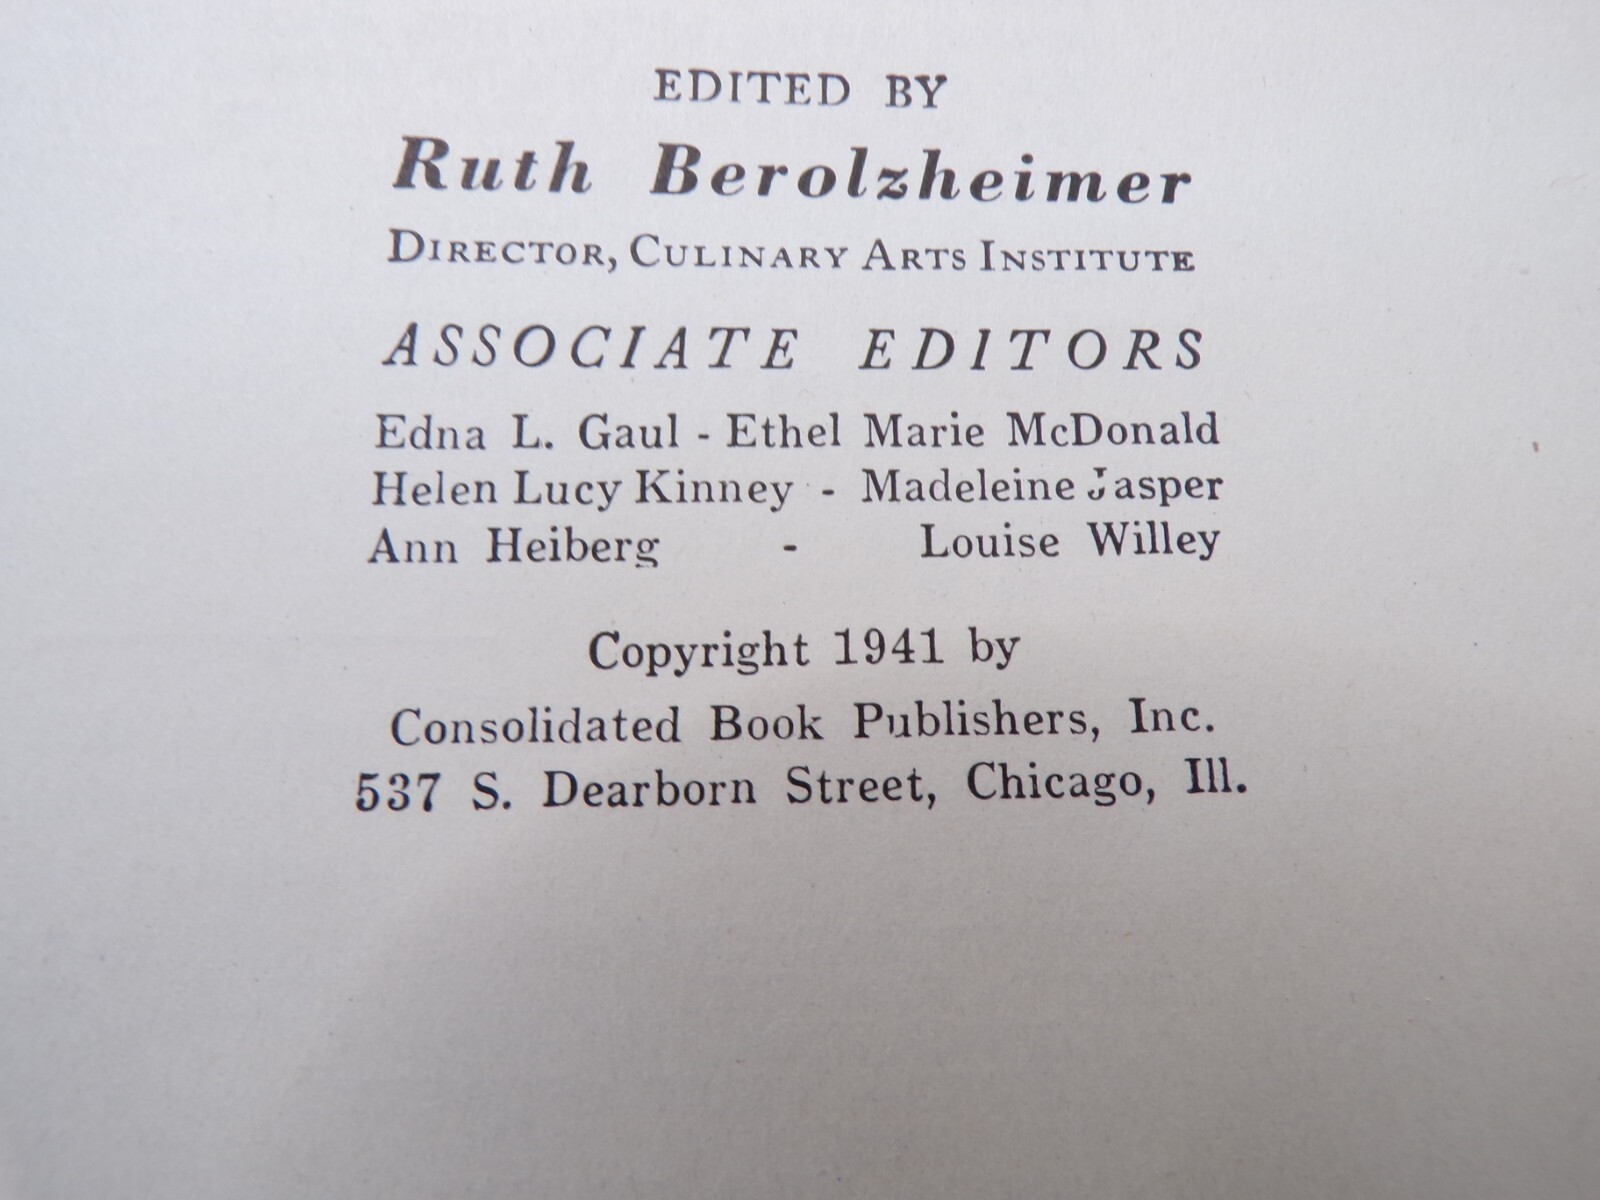 EDITED BY
Ruth Berolzheimer
DIRECTOR, CULINARY ARTS INSTITUTE
ASSOCIATE EDITORS
Edna L. Gaul - Ethel Marie McDonald
Helen Lucy Kinney - Madeleine Jasper
Ann Heiberg - Louise Willey
Copyright 1941 by
Consolidated Book Publishers, Inc.
537 S. Dearborn Street, Chicago, Ill.